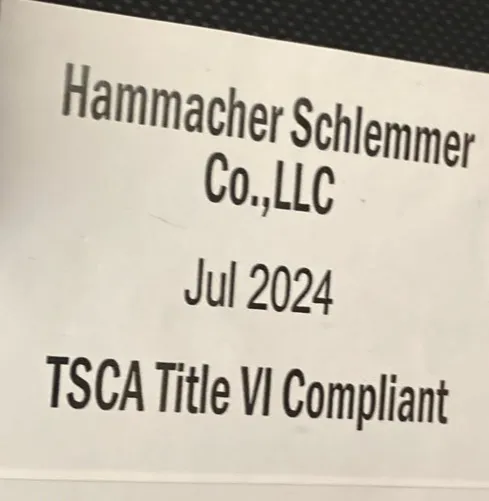 Hammacher Schlemmer
Co.,LLC
Jul 2024
TSCA Title VI Compliant